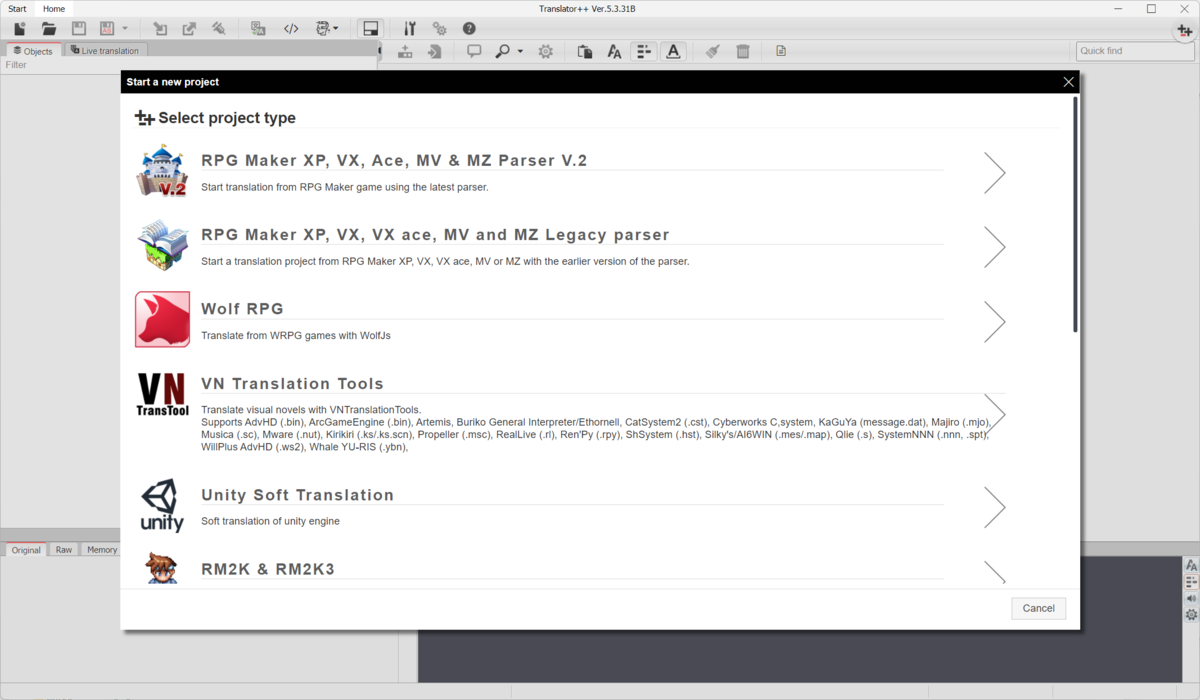 Translator++ Ver.5.3.31B
Start Home
Objects Live translation
Filter
Quick find
Start a new project
Select project type
V.2
RPG Maker XP, VX, Ace, MV & MZ Parser V.2
Start translation from RPG Maker game using the latest parser.
RPG Maker XP, VX, VX ace, MV and MZ Legacy parser
Start a translation project from RPG Maker XP, VX, VX ace, MV or MZ with the earlier version of the parser.
Wolf RPG
Translate from WRPG games with WolfJs
VN
TransTool
VN Translation Tools
Translate visual novels with VNTranslationTools.
Supports AdvHD (.bin), ArcGameEngine (.bin), Artemis, Buriko General Interpreter/Ethornell, CatSystem2 (.cst), Cyberworks C,system, KaGuYa (message.dat), Majiro (.mjo),
Musica (.sc), Mware (.nut), Kirikiri (.ks/.ks.scn), Propeller (.msc), RealLive (.rl), Ren'Py (.rpy), ShSystem (.hst), Silky's/AI6WIN (.mes/.map), Qlie (.s), SystemNNN (.nnn, .spt),
WillPlus AdvHD (.ws2), Whale YU-RIS (.ybn),
unity
Unity Soft Translation
Soft translation of unity engine
RM2K & RM2K3
Cancel
Original Raw Memory